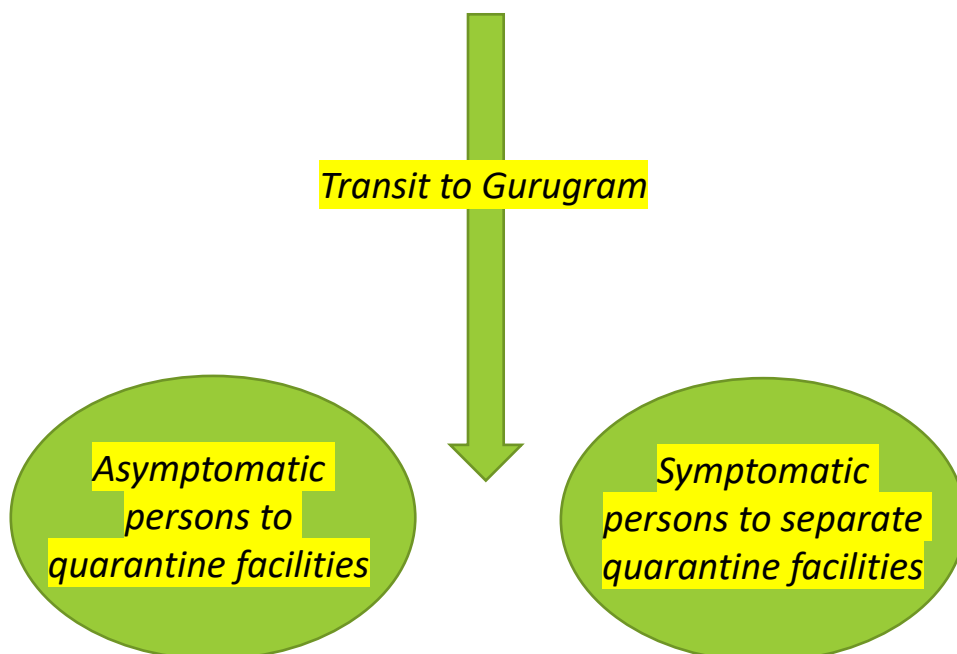 Transit to Gurugram
Asymptomatic
persons to
quarantine facilities
Symptomatic
persons to separate
quarantine facilities